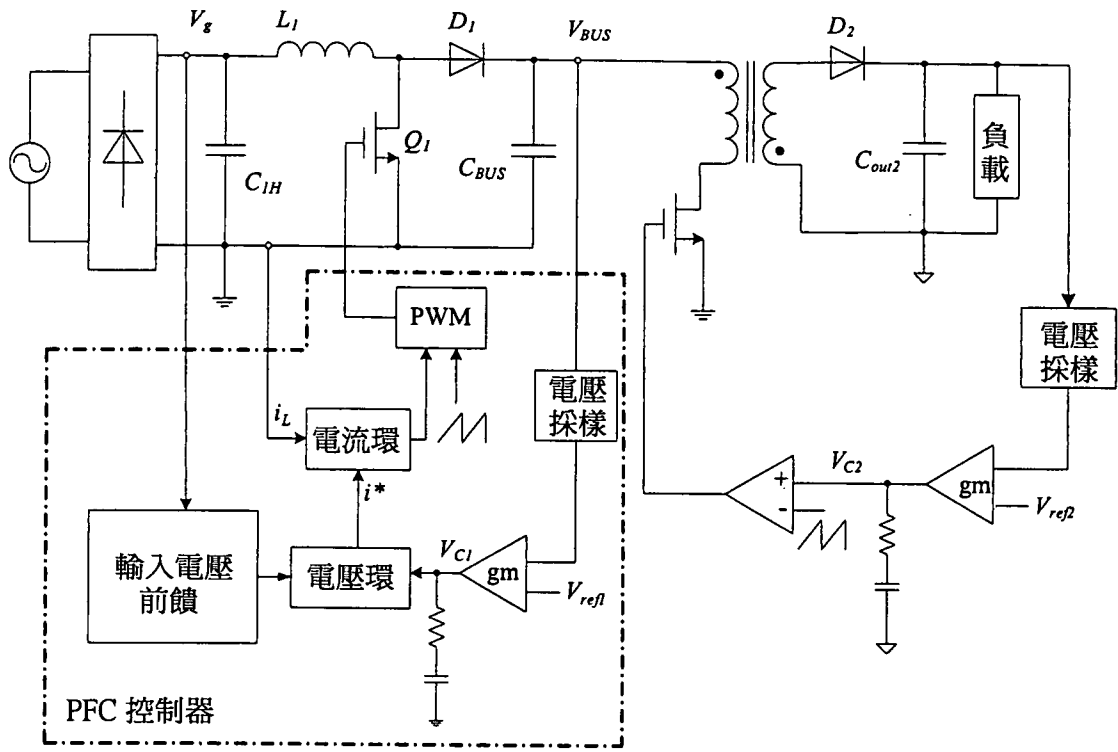 V_g
L_1
D_1
V_BUS
D_2
Q_1
C_IH
C_BUS
C_out2
負載
PWM
電壓
採樣
電壓
採樣
i_L
電流環
i*
V_C2
+
-
gm
V_ref2
輸入電壓
前饋
電壓環
V_C1
gm
V_ref1
PFC 控制器